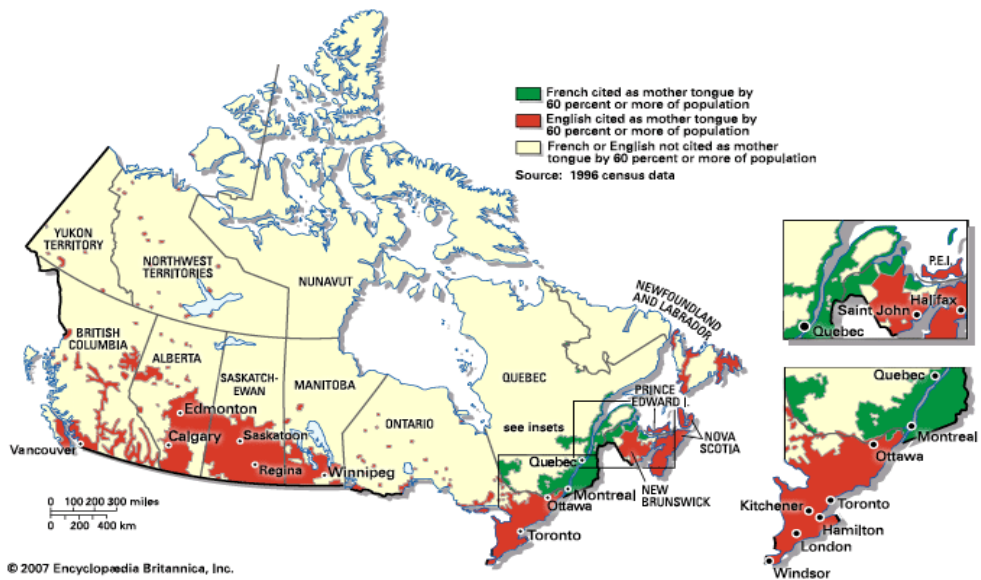 French cited as mother tongue by
60 percent or more of population
English cited as mother tongue by
60 percent or more of population
French or English not cited as mother
tongue by 60 percent or more of population
Source: 1996 census data
YUKON
TERRITORY
NORTHWEST
TERRITORIES
NUNAVUT
NEWFOUNDLAND
AND LABRADOR
BRITISH
COLUMBIA
ALBERTA
SASKATCH-
EWAN
MANITOBA
ONTARIO
QUEBEC
PRINCE
EDWARD I.
see insets
NOVA
SCOTIA
NEW
BRUNSWICK
Edmonton
Calgary
Saskatoon
Vancouver
Regina
Winnipeg
Quebec
Montreal
Ottawa
Toronto
0 100 200 300 miles
0 200 400 km
© 2007 Encyclopædia Britannica, Inc.
P.E.I.
Halifax
Saint John
Quebec
Quebec
Montreal
Ottawa
Kitchener
Toronto
Hamilton
London
Windsor